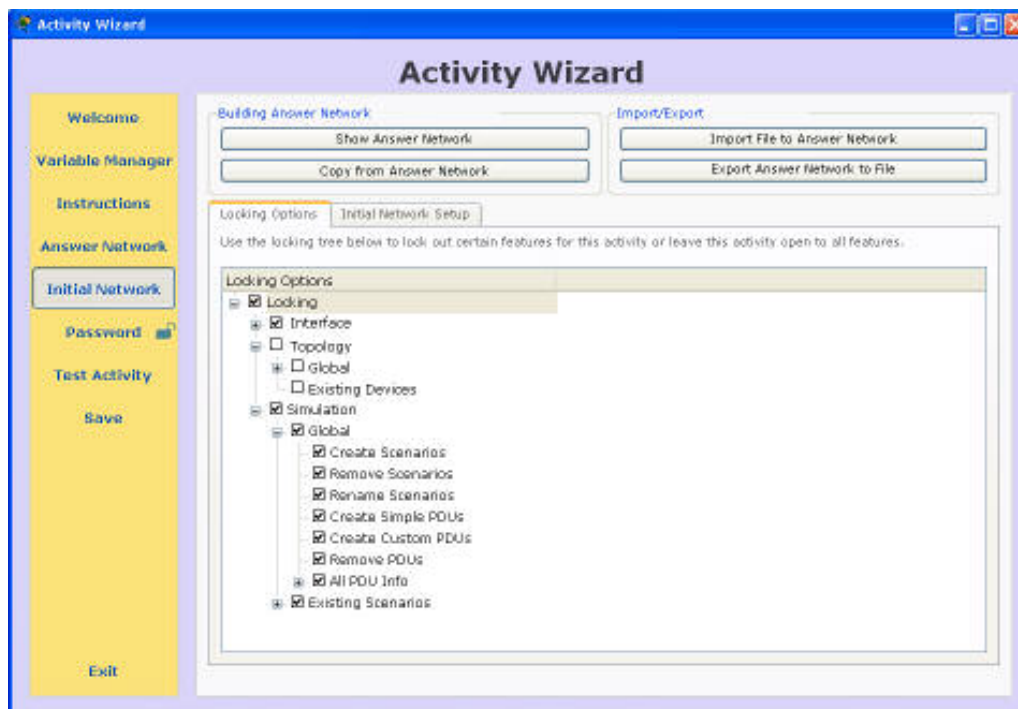 Activity Wizard
Activity Wizard
Welcome
Variable Manager
Instructions
Answer Network
Initial Network
Password
Test Activity
Save
Exit
Building Answer Network
Show Answer Network
Copy from Answer Network
Import/Export
Import File to Answer Network
Export Answer Network to File
Locking Options
Initial Network Setup
Use the locking tree below to lock out certain features for this activity or leave this activity open to all features.
Locking Options
Locking
Interface
Topology
Global
Existing Devices
Simulation
Global
Create Scenarios
Remove Scenarios
Rename Scenarios
Create Simple PDUs
Create Custom PDUs
Remove PDUs
All PDU Info
Existing Scenarios